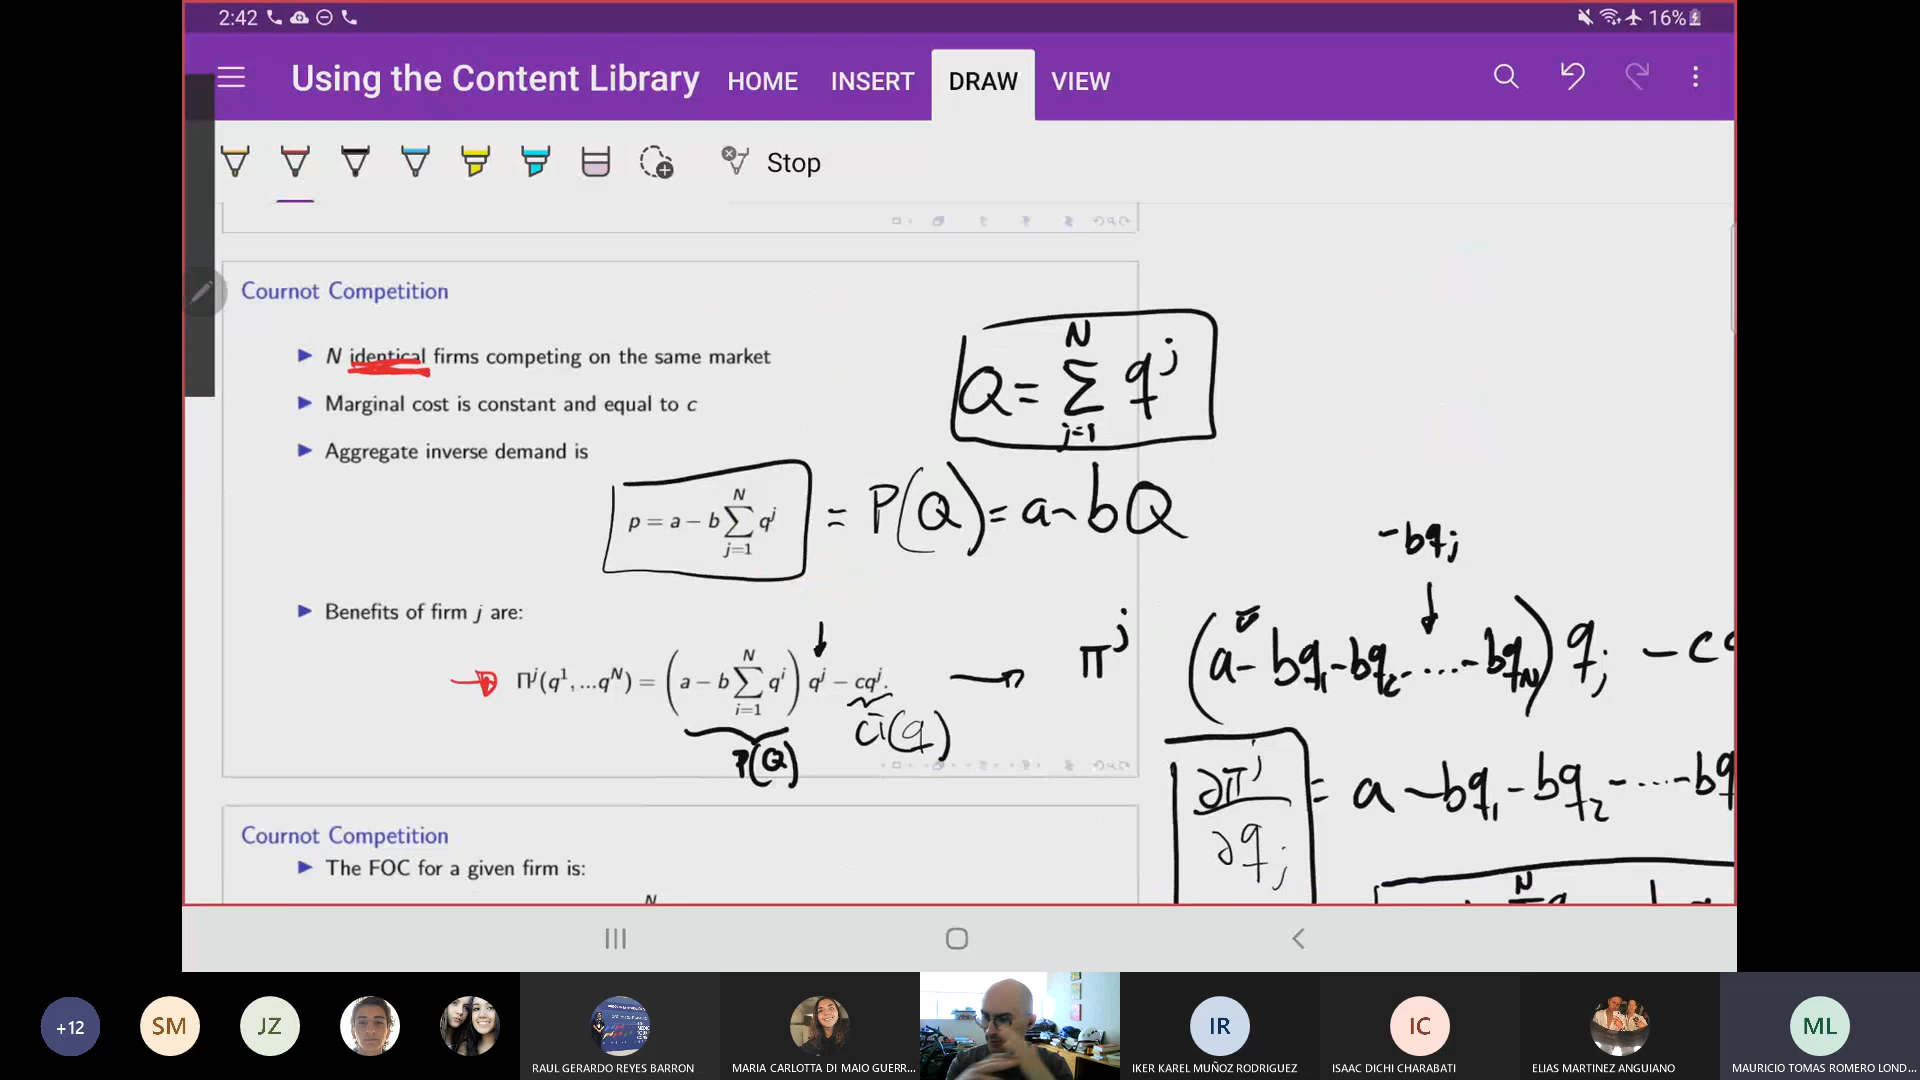 2:42 16%
Using the Content Library HOME INSERT DRAW VIEW
Stop
Cournot Competition
▶ N identical firms competing on the same market
▶ Marginal cost is constant and equal to c
▶ Aggregate inverse demand is
Q = ∑_{j=1}^{N} q^j
p = a − b ∑_{j=1}^{N} q^j = P(Q) = a − bQ
-bq_j
▶ Benefits of firm j are:
Π^j(q^1, ...q^N) = (a − b ∑_{i=1}^{N} q^i) q^j − cq^j. → π^j (a − bq_1 − bq_2 - .... - bq_N) q_j − c
P(Q)
∂π^j/∂q_j = a − bq_1 − bq_2 - .... - bq
Cournot Competition
▶ The FOC for a given firm is:
N
N
+12
SM
JZ
RAUL GERARDO REYES BARRON
MARIA CARLOTTA DI MAIO GUERR...
IR
IKER KAREL MUÑOZ RODRIGUEZ
IC
ISAAC DICHI CHARABATI
ELIAS MARTINEZ ANGUIANO
ML
MAURICIO TOMAS ROMERO LOND...